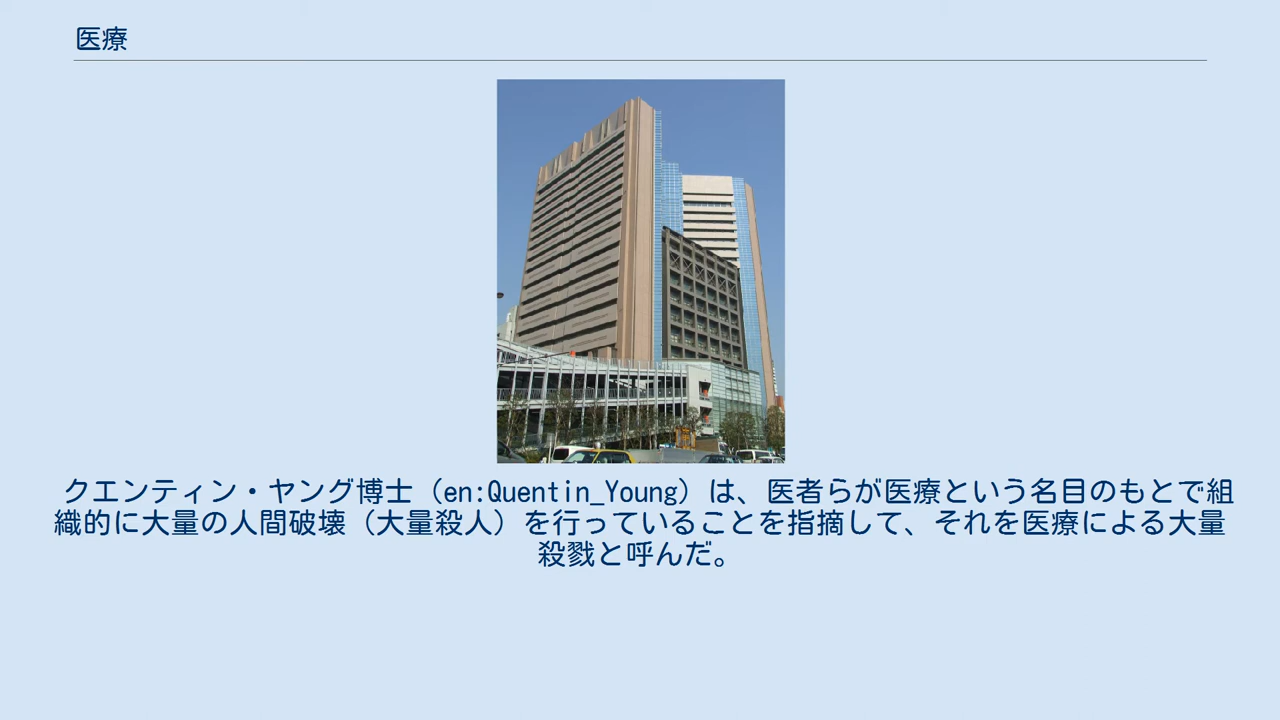 医療
クエンティン・ヤング博士（en:Quentin_Young）は、医者らが医療という名目のもとで組
織的に大量の人間破壊（大量殺人）を行っていることを指摘して、それを医療による大量
殺戮と呼んだ。